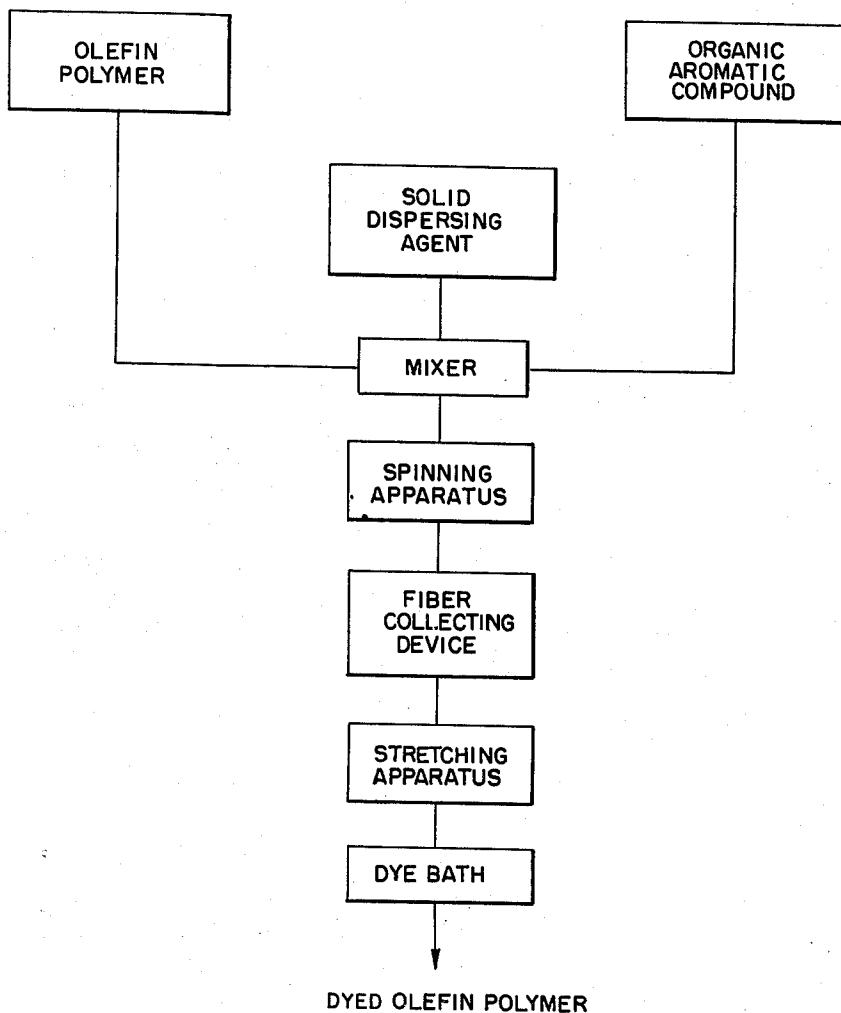 OLEFIN
POLYMER
ORGANIC
AROMATIC
COMPOUND
SOLID
DISPERSING
AGENT
MIXER
SPINNING
APPARATUS
FIBER
COLLECTING
DEVICE
STRETCHING
APPARATUS
DYE BATH
DYED OLEFIN POLYMER